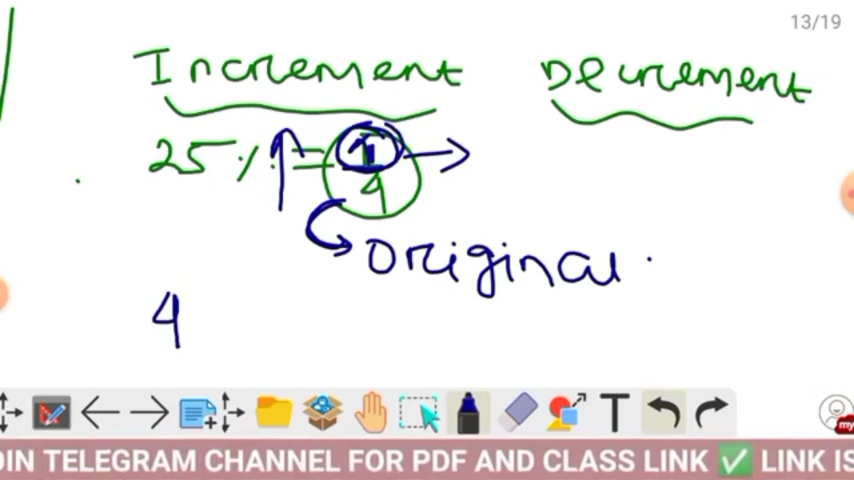 13/19
Increment Decrement
25% = 1/4
Original.
4
T
my
OIN TELEGRAM CHANNEL FOR PDF AND CLASS LINK ✅ LINK IS